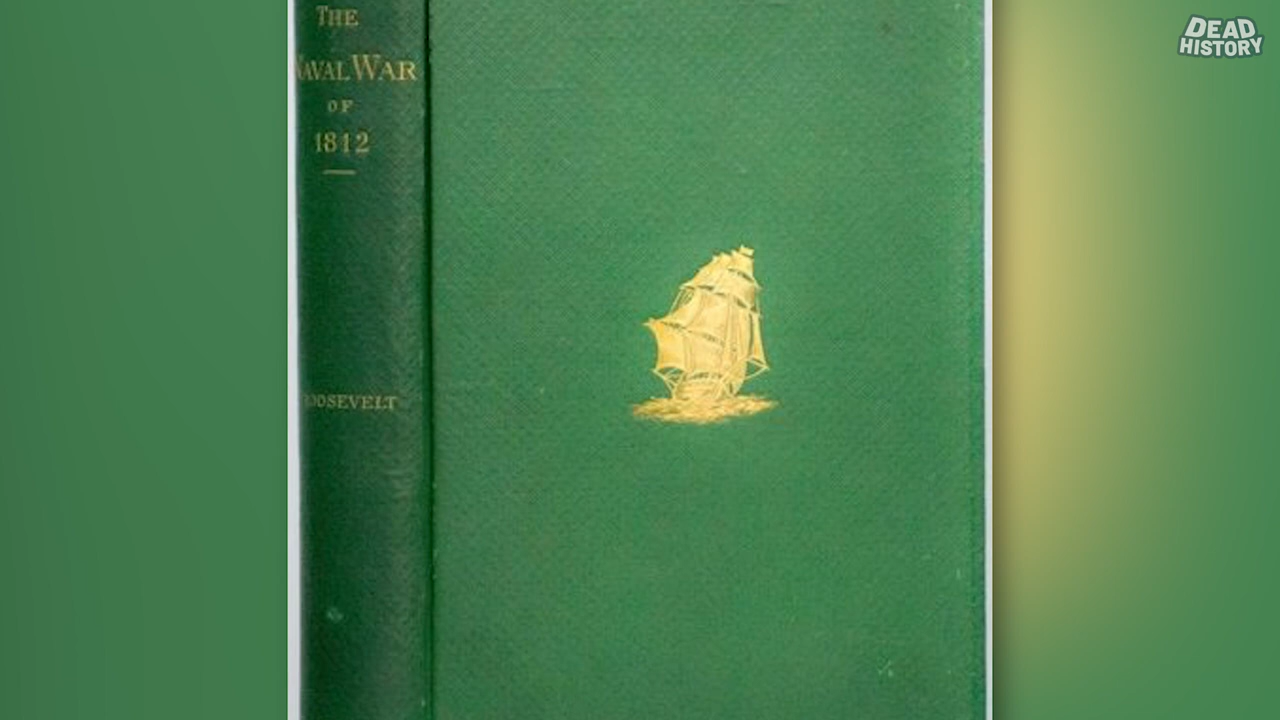 THE
NAVAL WAR
OF
1812
ROOSEVELT
DEAD
HISTORY